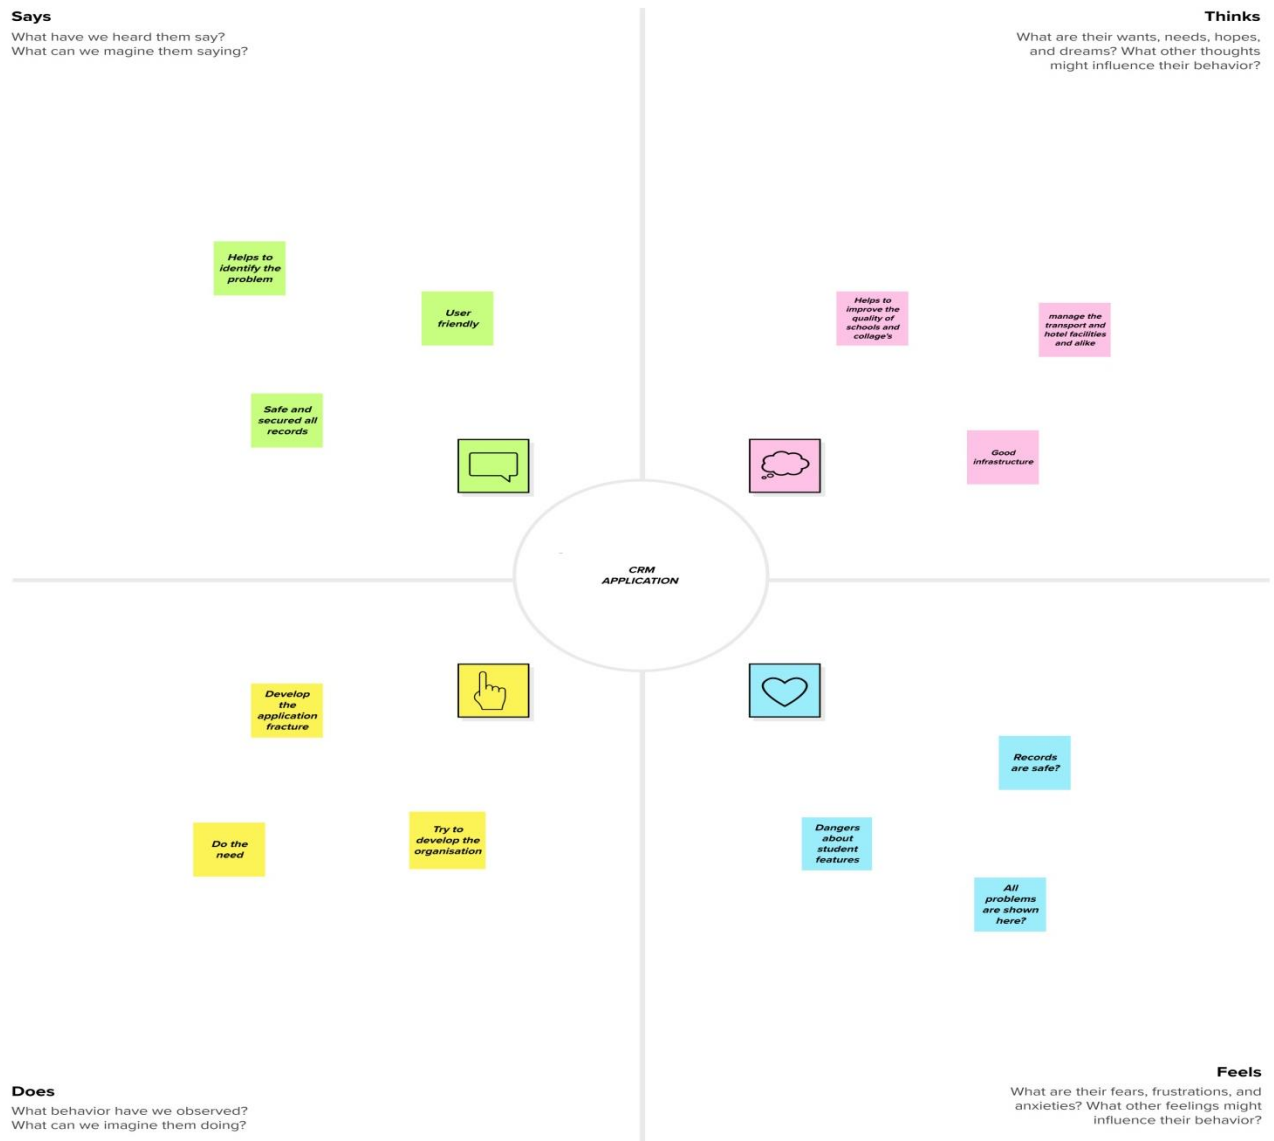 Says
What have we heard them say?
What can we magine them saying?
Thinks
What are their wants, needs, hopes,
and dreams? What other thoughts
might influence their behavior?
Helps to
identify the
problem
User
friendly
Safe and
secured all
records
Helps to
improve the
quality of
schools and
collage's
manage the
transport and
hotel facilities
and alike
Good
infrastructure
CRM
APPLICATION
Develop
the
application
fracture
Do the
need
Try to
develop the
organisation
Records
are safe?
Dangers
about
student
features
All
problems
are shown
here?
Does
What behavior have we observed?
What can we imagine them doing?
Feels
What are their fears, frustrations, and
anxieties? What other feelings might
influence their behavior?